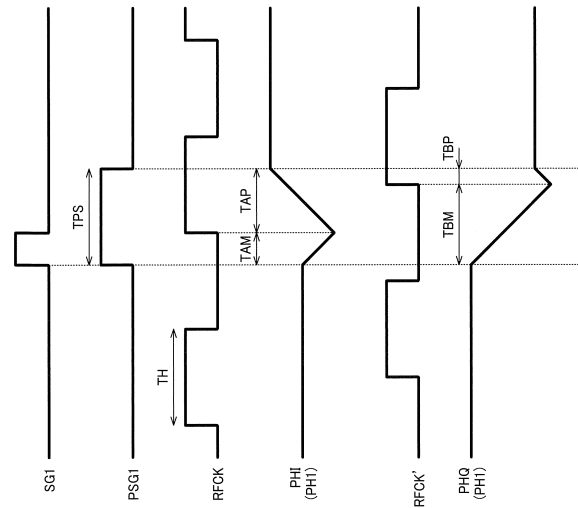 SG1
TPS
PSG1
TH
RFCK
TAM
TAP
PHI
(PH1)
RFCK'
TBM
TBP
PHQ
(PH1)